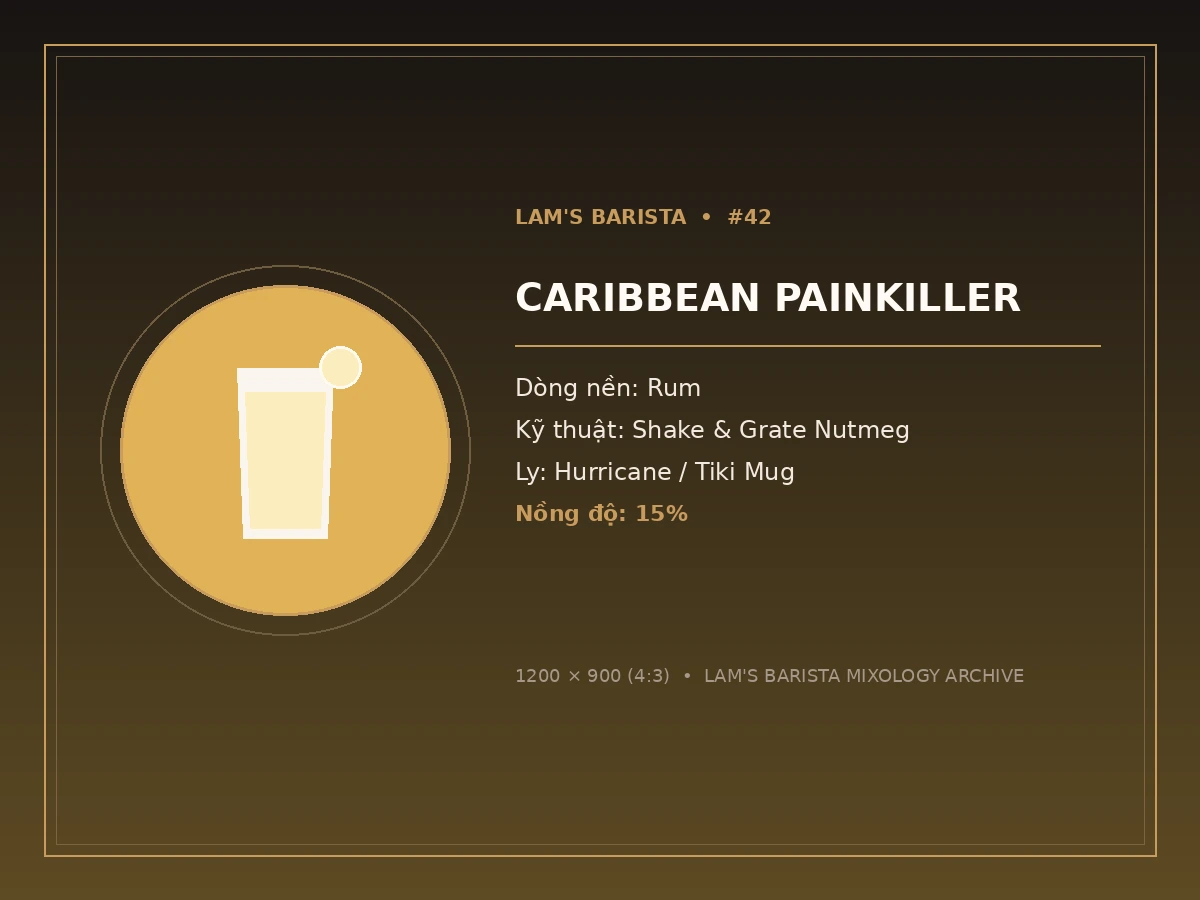 LAM'S BARISTA • #42
CARIBBEAN PAINKILLER
Dòng nền: Rum
Kỹ thuật: Shake & Grate Nutmeg
Ly: Hurricane / Tiki Mug
Nồng độ: 15%
1200 × 900 (4:3) • LAM'S BARISTA MIXOLOGY ARCHIVE